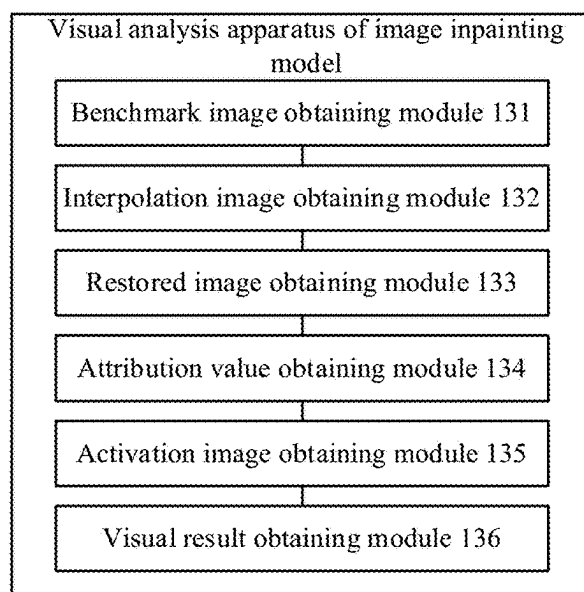 Visual analysis apparatus of image inpainting
model
Benchmark image obtaining module 131
Interpolation image obtaining module 132
Restored image obtaining module 133
Attribution value obtaining module 134
Activation image obtaining module 135
Visual result obtaining module 136